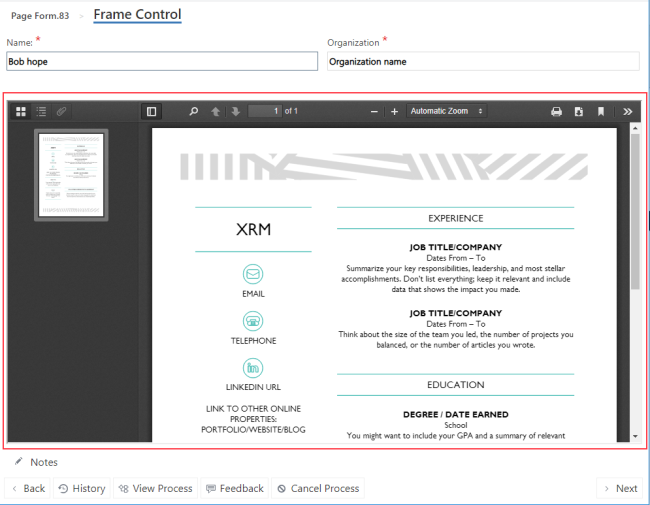 Page Form.83 > Frame Control
Name: *
Organization *
Bob hope
Organization name
1 of 1
Automatic Zoom
XRM
EMAIL
TELEPHONE
LINKEDIN URL
LINK TO OTHER ONLINE
PROPERTIES:
PORTFOLIO/WEBSITE/BLOG
EXPERIENCE
JOB TITLE/COMPANY
Dates From – To
Summarize your key responsibilities, leadership, and most stellar
accomplishments. Don't list everything; keep it relevant and include
data that shows the impact you made.
JOB TITLE/COMPANY
Dates From – To
Think about the size of the team you led, the number of projects you
balanced, or the number of articles you wrote.
EDUCATION
DEGREE / DATE EARNED
School
You might want to include your GPA and a summary of relevant
Notes
Back History View Process Feedback Cancel Process Next